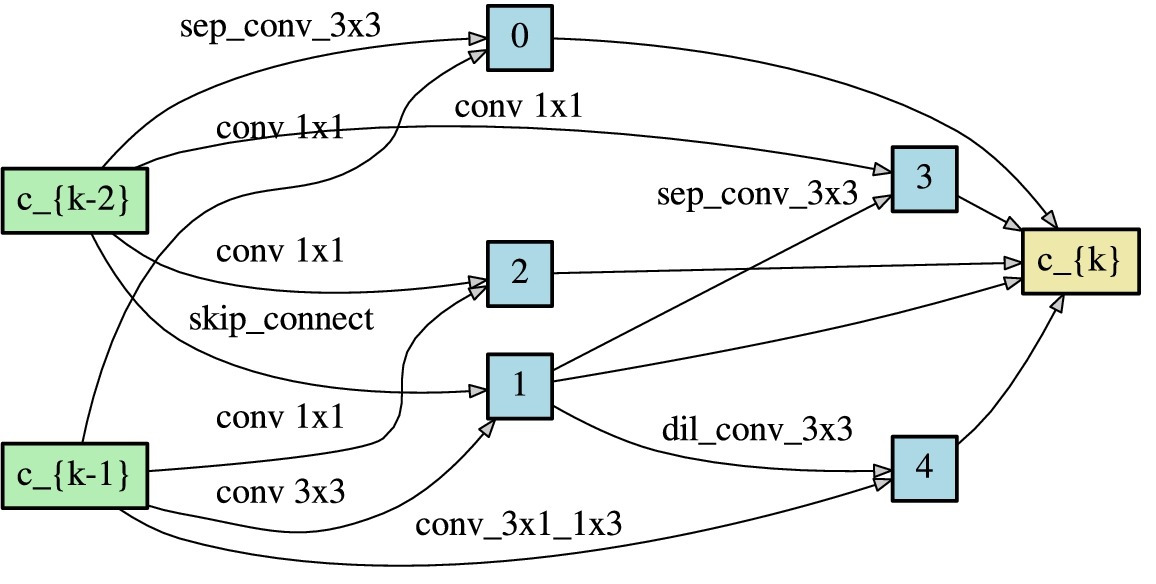 sep_conv_3x3
0
conv 1x1
conv 1x1
3
c_{k-2}
sep_conv_3x3
conv 1x1
2
c_{k}
skip_connect
1
conv 1x1
dil_conv_3x3
c_{k-1}
4
conv 3x3
conv_3x1_1x3